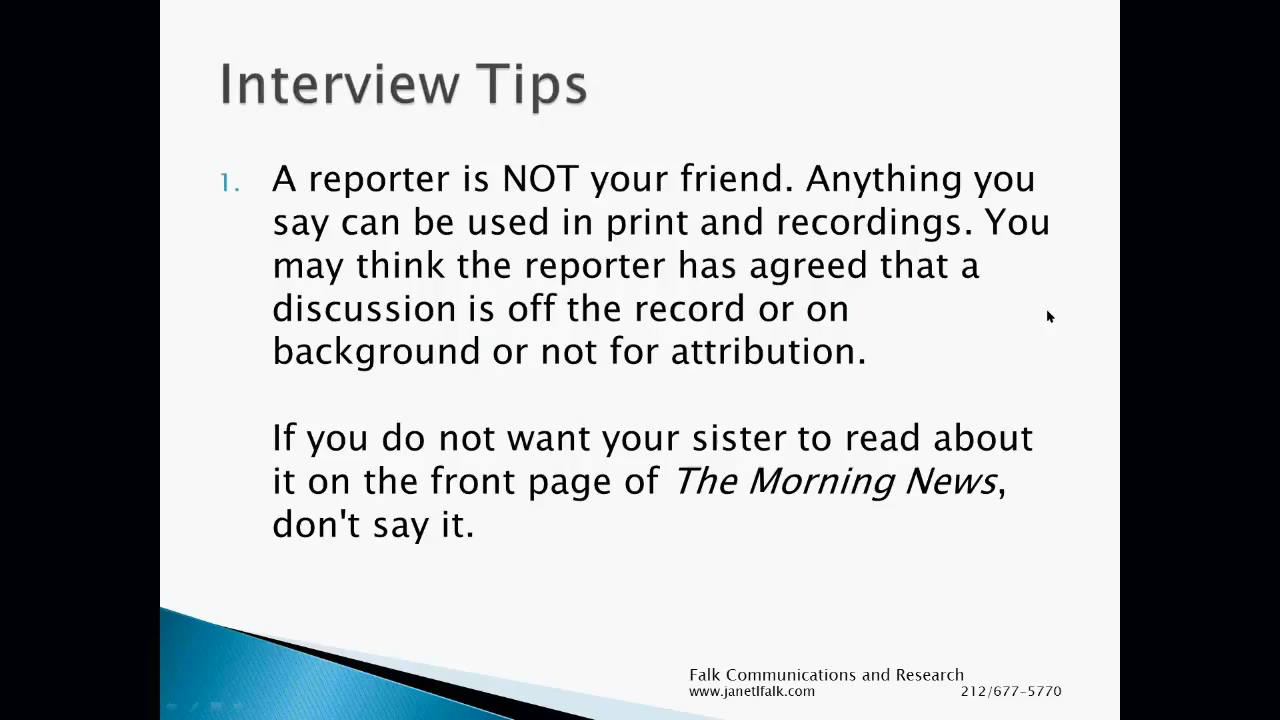 Interview Tips
1. A reporter is NOT your friend. Anything you
say can be used in print and recordings. You
may think the reporter has agreed that a
discussion is off the record or on
background or not for attribution.
If you do not want your sister to read about
it on the front page of The Morning News,
don't say it.
Falk Communications and Research
www.janetlfalk.com 212/677-5770